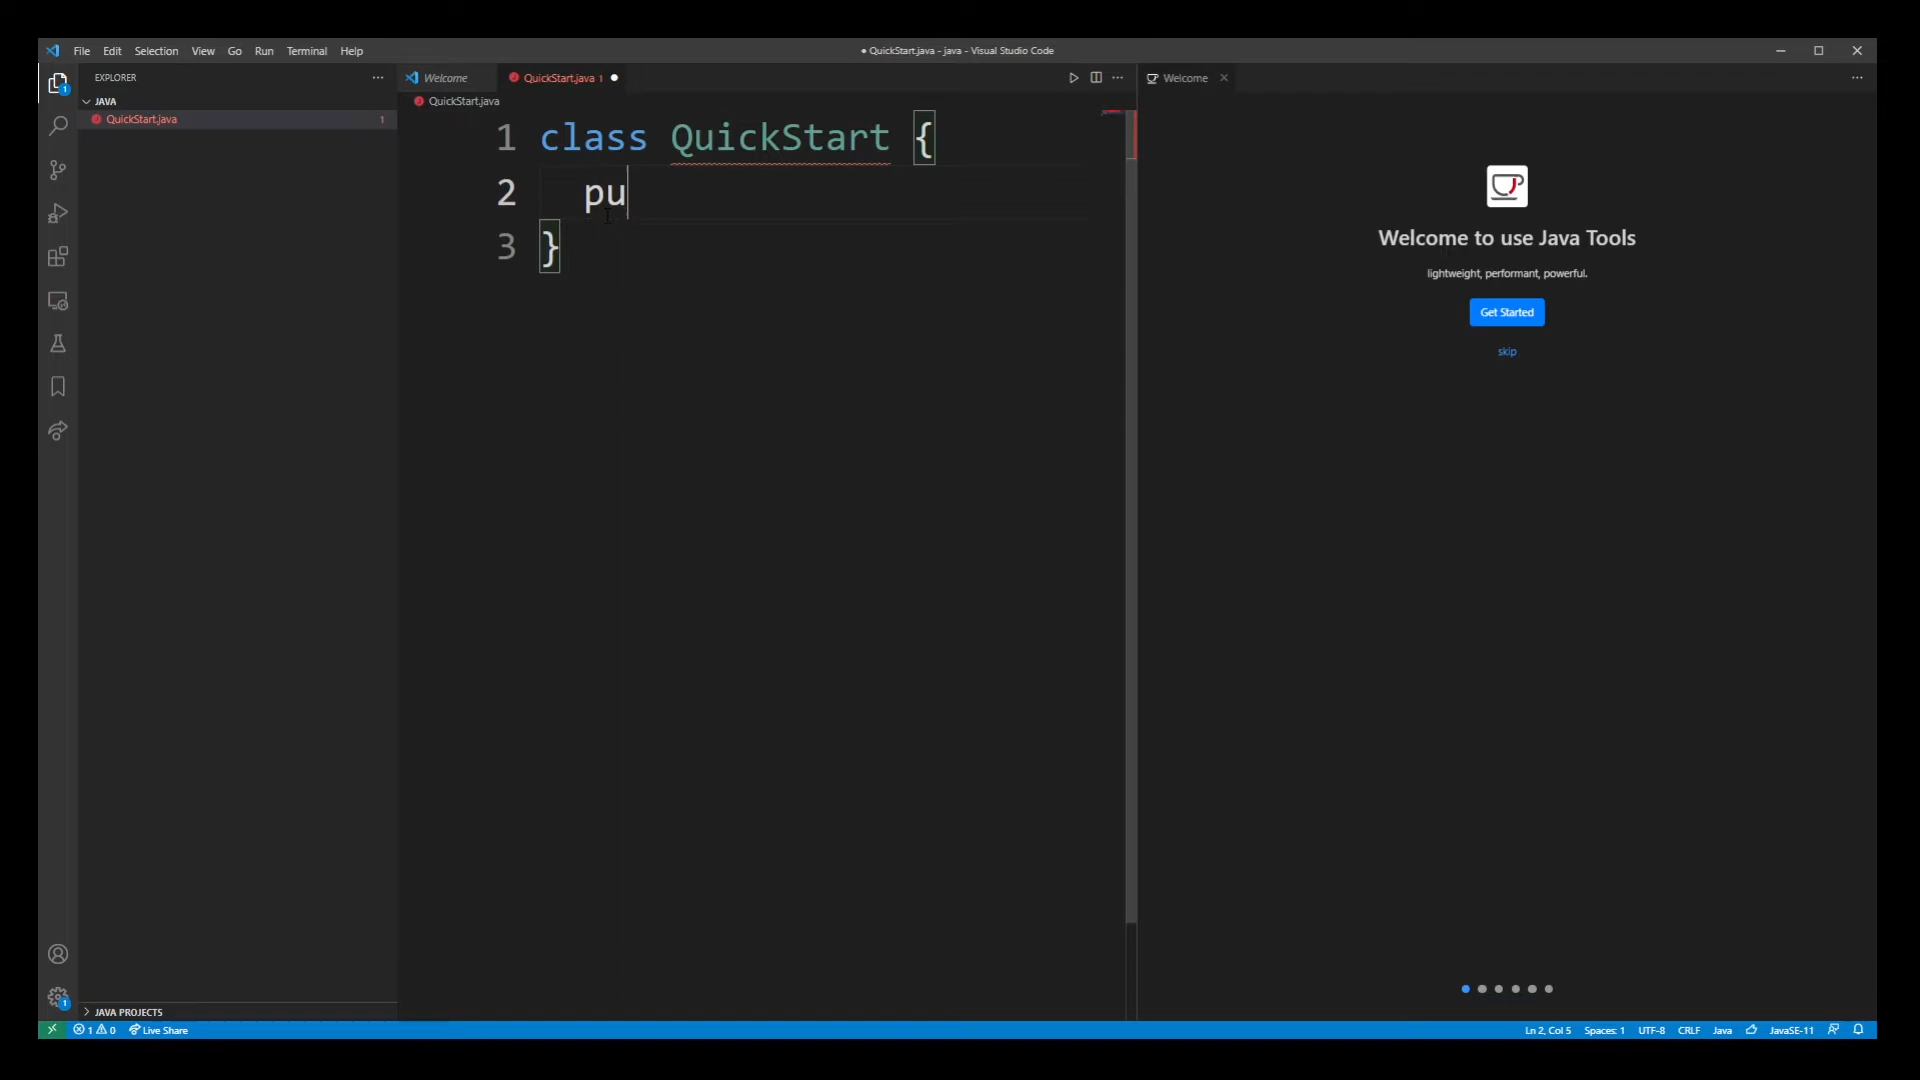 File Edit Selection View Go Run Terminal Help
● QuickStart.java - java - Visual Studio Code
EXPLORER
JAVA
QuickStart.java 1
JAVA PROJECTS
Welcome
QuickStart.java 1
QuickStart.java
1 class QuickStart {
2 pu
3 }
Welcome
Welcome to use Java Tools
lightweight, performant, powerful.
Get Started
skip
1
1
1 0 Live Share
Ln 2, Col 5 Spaces: 1 UTF-8 CRLF Java JavaSE-11